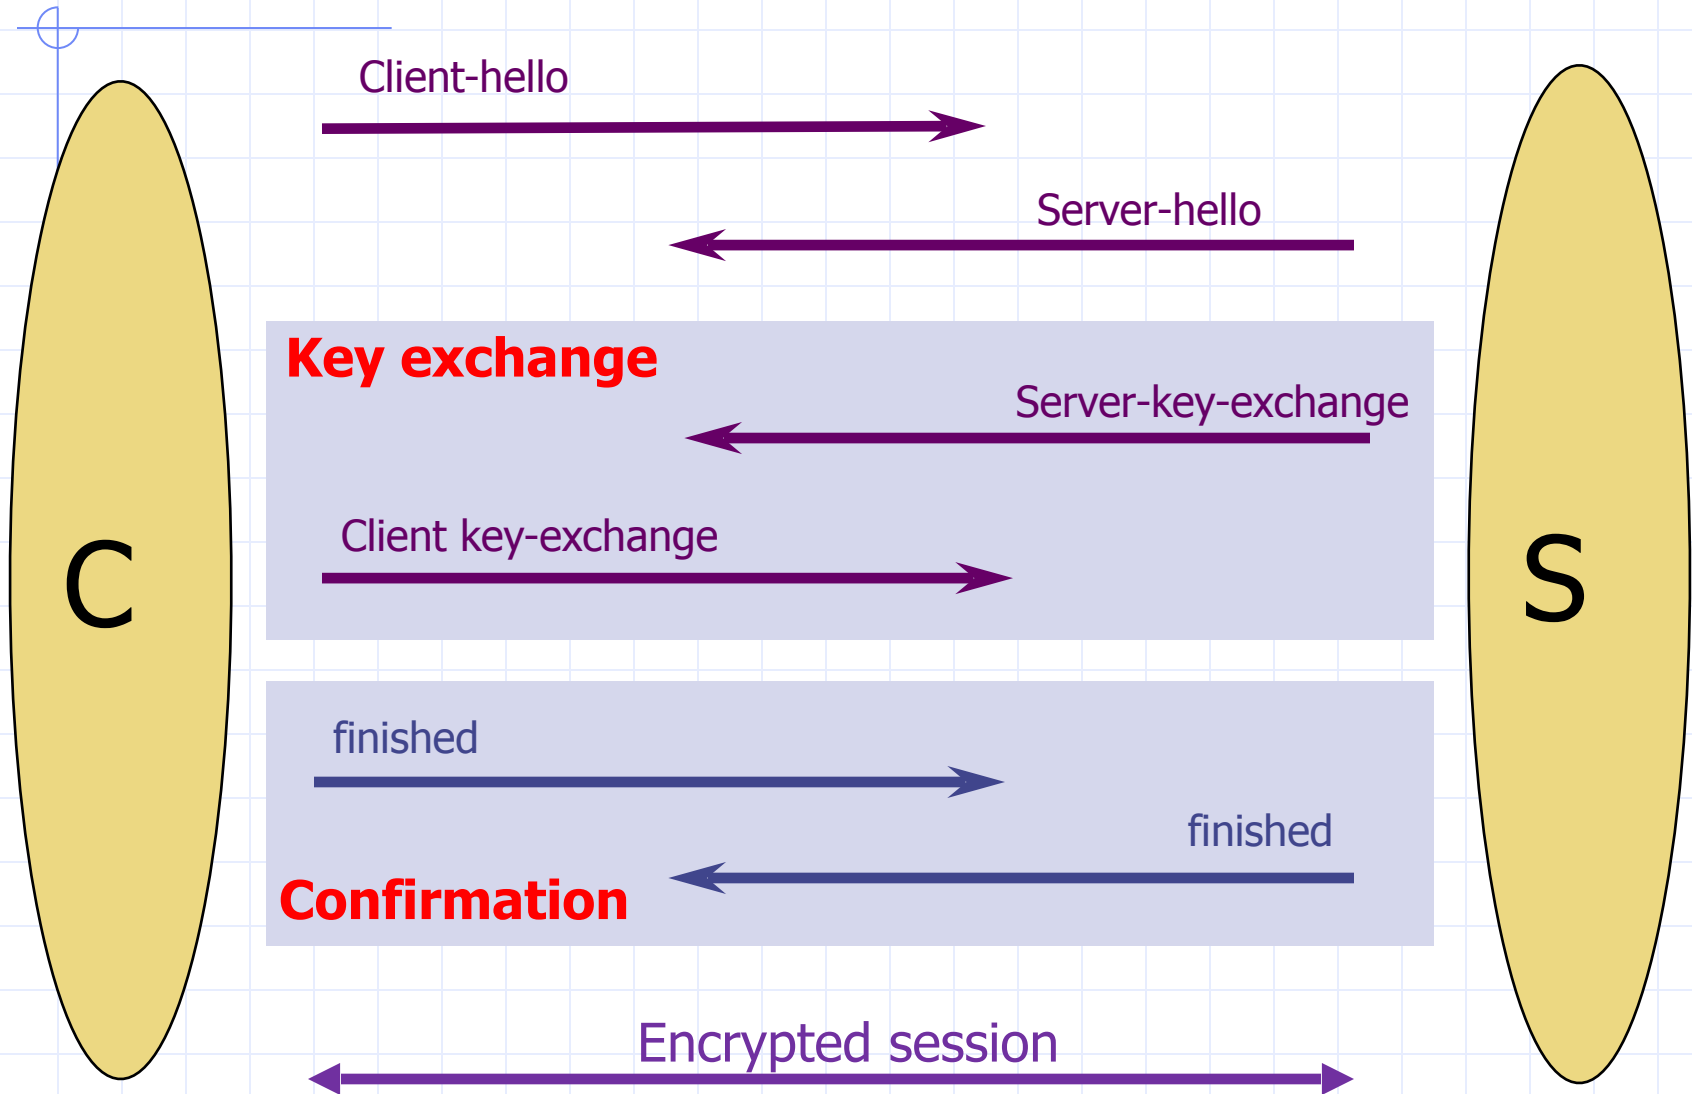 Client-hello
Server-hello
Key exchange
Server-key-exchange
Client key-exchange
C
S
finished
finished
Confirmation
Encrypted session